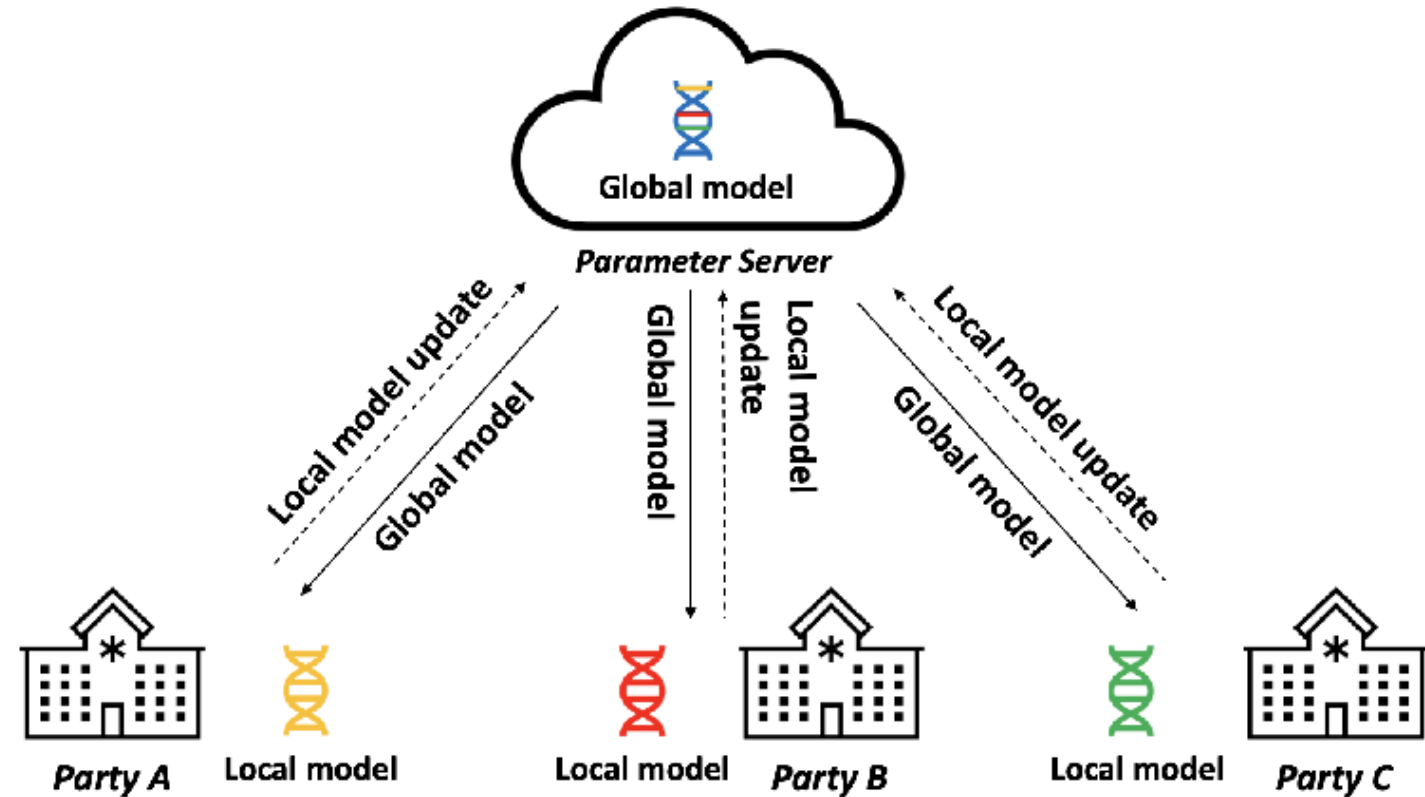 Global model
Parameter Server
Local model update
Global model
Global model
Local model
update
Local model update
Global model
Local model
Party A
Local model
Party B
Local model
Party C